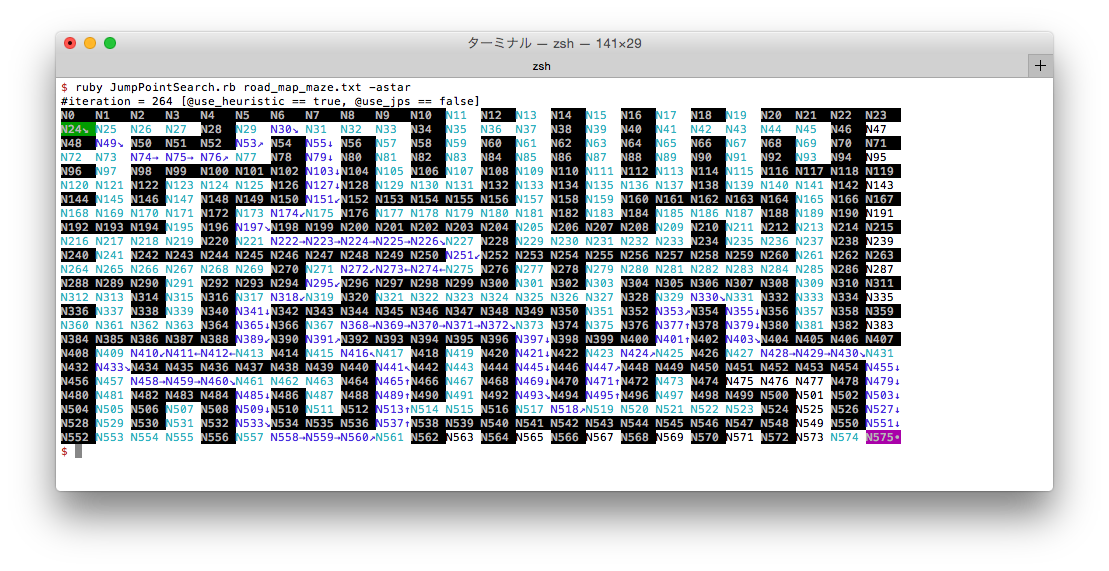 ターミナル — zsh — 141×29
zsh
$ ruby JumpPointSearch.rb road_map_maze.txt -astar
#iteration = 264 [@use_heuristic == true, @use_jps == false]
N0 N1 N2 N3 N4 N5 N6 N7 N8 N9 N10 N11 N12 N13 N14 N15 N16 N17 N18 N19 N20 N21 N22 N23
N24↘ N25 N26 N27 N28 N29 N30↘ N31 N32 N33 N34 N35 N36 N37 N38 N39 N40 N41 N42 N43 N44 N45 N46 N47
N48 N49↘ N50 N51 N52 N53↗ N54 N55↓ N56 N57 N58 N59 N60 N61 N62 N63 N64 N65 N66 N67 N68 N69 N70 N71
N72 N73 N74→ N75→ N76↗ N77 N78 N79↓ N80 N81 N82 N83 N84 N85 N86 N87 N88 N89 N90 N91 N92 N93 N94 N95
N96 N97 N98 N99 N100 N101 N102 N103↓ N104 N105 N106 N107 N108 N109 N110 N111 N112 N113 N114 N115 N116 N117 N118 N119
N120 N121 N122 N123 N124 N125 N126 N127↓ N128 N129 N130 N131 N132 N133 N134 N135 N136 N137 N138 N139 N140 N141 N142 N143
N144 N145 N146 N147 N148 N149 N150 N151↙ N152 N153 N154 N155 N156 N157 N158 N159 N160 N161 N162 N163 N164 N165 N166 N167
N168 N169 N170 N171 N172 N173 N174↙N175 N176 N177 N178 N179 N180 N181 N182 N183 N184 N185 N186 N187 N188 N189 N190 N191
N192 N193 N194 N195 N196 N197↘N198 N199 N200 N201 N202 N203 N204 N205 N206 N207 N208 N209 N210 N211 N212 N213 N214 N215
N216 N217 N218 N219 N220 N221 N222→N223→N224→N225→N226↘N227 N228 N229 N230 N231 N232 N233 N234 N235 N236 N237 N238 N239
N240 N241 N242 N243 N244 N245 N246 N247 N248 N249 N250 N251↙N252 N253 N254 N255 N256 N257 N258 N259 N260 N261 N262 N263
N264 N265 N266 N267 N268 N269 N270 N271 N272↙N273←N274←N275 N276 N277 N278 N279 N280 N281 N282 N283 N284 N285 N286 N287
N288 N289 N290 N291 N292 N293 N294 N295↙N296 N297 N298 N299 N300 N301 N302 N303 N304 N305 N306 N307 N308 N309 N310 N311
N312 N313 N314 N315 N316 N317 N318↙N319 N320 N321 N322 N323 N324 N325 N326 N327 N328 N329 N330↘N331 N332 N333 N334 N335
N336 N337 N338 N339 N340 N341↓N342 N343 N344 N345 N346 N347 N348 N349 N350 N351 N352 N353↗N354 N355↓N356 N357 N358 N359
N360 N361 N362 N363 N364 N365↓N366 N367 N368→N369→N370→N371→N372↘N373 N374 N375 N376 N377↑N378 N379↓N380 N381 N382 N383
N384 N385 N386 N387 N388 N389↙N390 N391↗N392 N393 N394 N395 N396 N397↓N398 N399 N400 N401↑N402 N403↘N404 N405 N406 N407
N408 N409 N410↙N411←N412←N413 N414 N415 N416↖N417 N418 N419 N420 N421↓N422 N423 N424↗N425 N426 N427 N428→N429→N430↘N431
N432 N433↘N434 N435 N436 N437 N438 N439 N440 N441↖N442 N443 N444 N445↓N446 N447↗N448 N449 N450 N451 N452 N453 N454 N455↓
N456 N457 N458→N459→N460↘N461 N462 N463 N464 N465↑N466 N467 N468 N469↓N470 N471↑N472 N473 N474 N475 N476 N477 N478 N479↓
N480 N481 N482 N483 N484 N485↓N486 N487 N488 N489↑N490 N491 N492 N493↘N494 N495↑N496 N497 N498 N499 N500 N501 N502 N503↓
N504 N505 N506 N507 N508 N509↓N510 N511 N512 N513↑N514 N515 N516 N517 N518↗N519 N520 N521 N522 N523 N524 N525 N526 N527↓
N528 N529 N530 N531 N532 N533↘N534 N535 N536 N537↑N538 N539 N540 N541 N542 N543 N544 N545 N546 N547 N548 N549 N550 N551↓
N552 N553 N554 N555 N556 N557 N558→N559→N560↗N561 N562 N563 N564 N565 N566 N567 N568 N569 N570 N571 N572 N573 N574 N575•
$